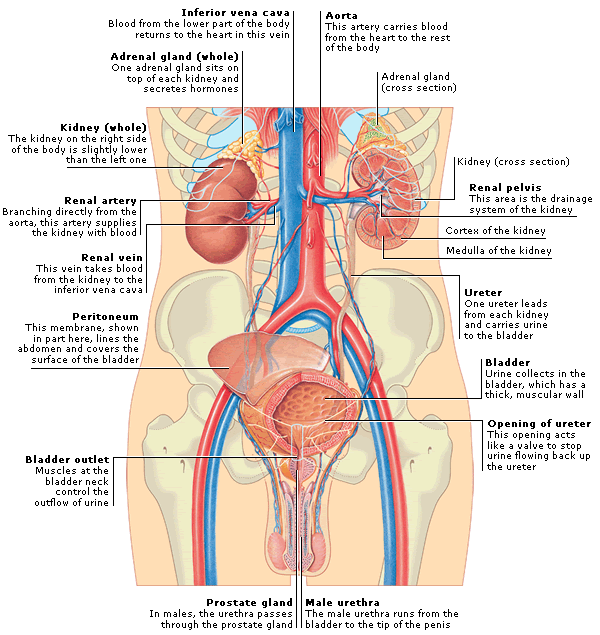 Inferior vena cava
Blood from the lower part of the body
returns to the heart in this vein
Aorta
This artery carries blood
from the heart to the rest
of the body
Adrenal gland (whole)
One adrenal gland sits on
top of each kidney and
secretes hormones
Adrenal gland
(cross section)
Kidney (whole)
The kidney on the right side
of the body is slightly lower
than the left one
Kidney (cross section)
Renal pelvis
This area is the drainage
system of the kidney
Renal artery
Branching directly from the
aorta, this artery supplies
the kidney with blood
Cortex of the kidney
Medulla of the kidney
Renal vein
This vein takes blood
from the kidney to the
inferior vena cava
Ureter
One ureter leads
from each kidney
and carries urine
to the bladder
Peritoneum
This membrane, shown
in part here, lines the
abdomen and covers the
surface of the bladder
Bladder
Urine collects in the
bladder, which has a
thick, muscular wall
Opening of ureter
This opening acts
like a valve to stop
urine flowing back up
the ureter
Bladder outlet
Muscles at the
bladder neck
control the
outflow of urine
Prostate gland
In males, the urethra passes
through the prostate gland
Male urethra
The male urethra runs from the
bladder to the tip of the penis